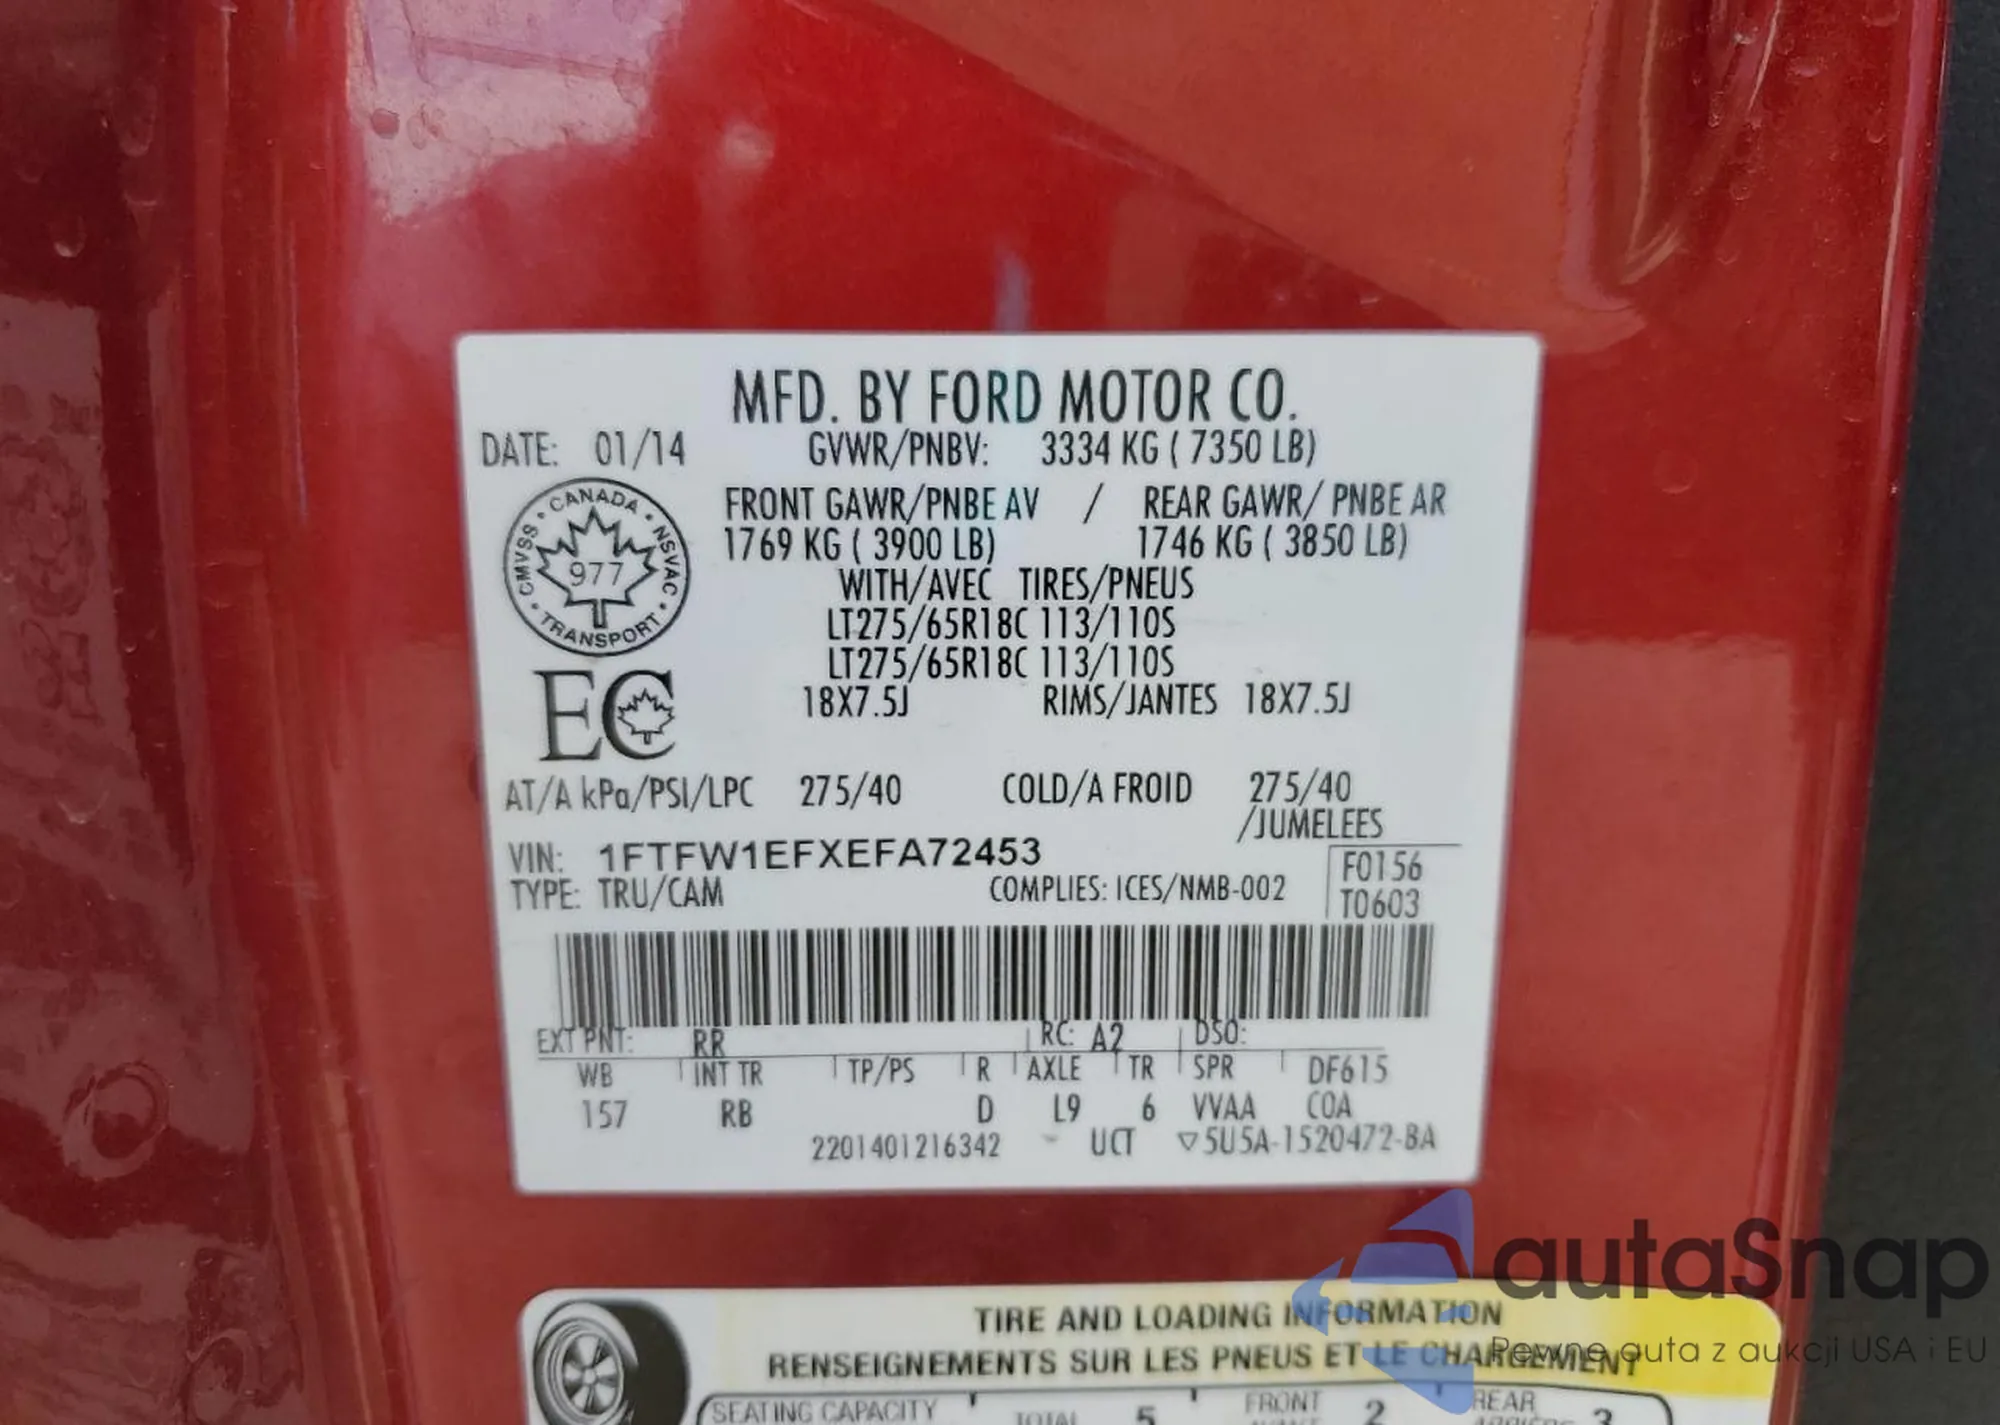 MFD. BY FORD MOTOR CO.
DATE: 01/14 GVWR/PNBV: 3334 KG ( 7350 LB)
CANADA · NSVAC · TRANSPORT · CMVSS
977
FRONT GAWR/PNBE AV / REAR GAWR/ PNBE AR
1769 KG ( 3900 LB) 1746 KG ( 3850 LB)
WITH/AVEC TIRES/PNEUS
LT275/65R18C 113/110S
LT275/65R18C 113/110S
EC
18X7.5J RIMS/JANTES 18X7.5J
AT/A kPa/PSI/LPC 275/40 COLD/A FROID 275/40
/JUMELEES
VIN: 1FTFW1EFXEFA72453
F0156
TYPE: TRU/CAM COMPLIES: ICES/NMB-002
T0603
EXT PNT: RR RC: A2 DSO:
WB INT TR TP/PS R AXLE TR SPR DF615
157 RB D L9 6 VVAA COA
2201401216342 UCT ▽5U5A-1520472-BA
autaSnap
Pewne auta z aukcji USA i EU
TIRE AND LOADING INFORMATION
RENSEIGNEMENTS SUR LES PNEUS ET LE CHARGEMENT
SEATING CAPACITY TOTAL 5 FRONT 2 REAR 3